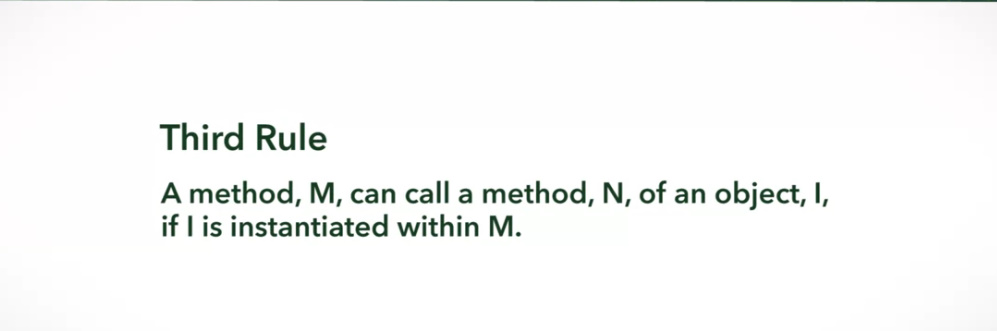 Third Rule
A method, M, can call a method, N, of an object, I,
if I is instantiated within M.